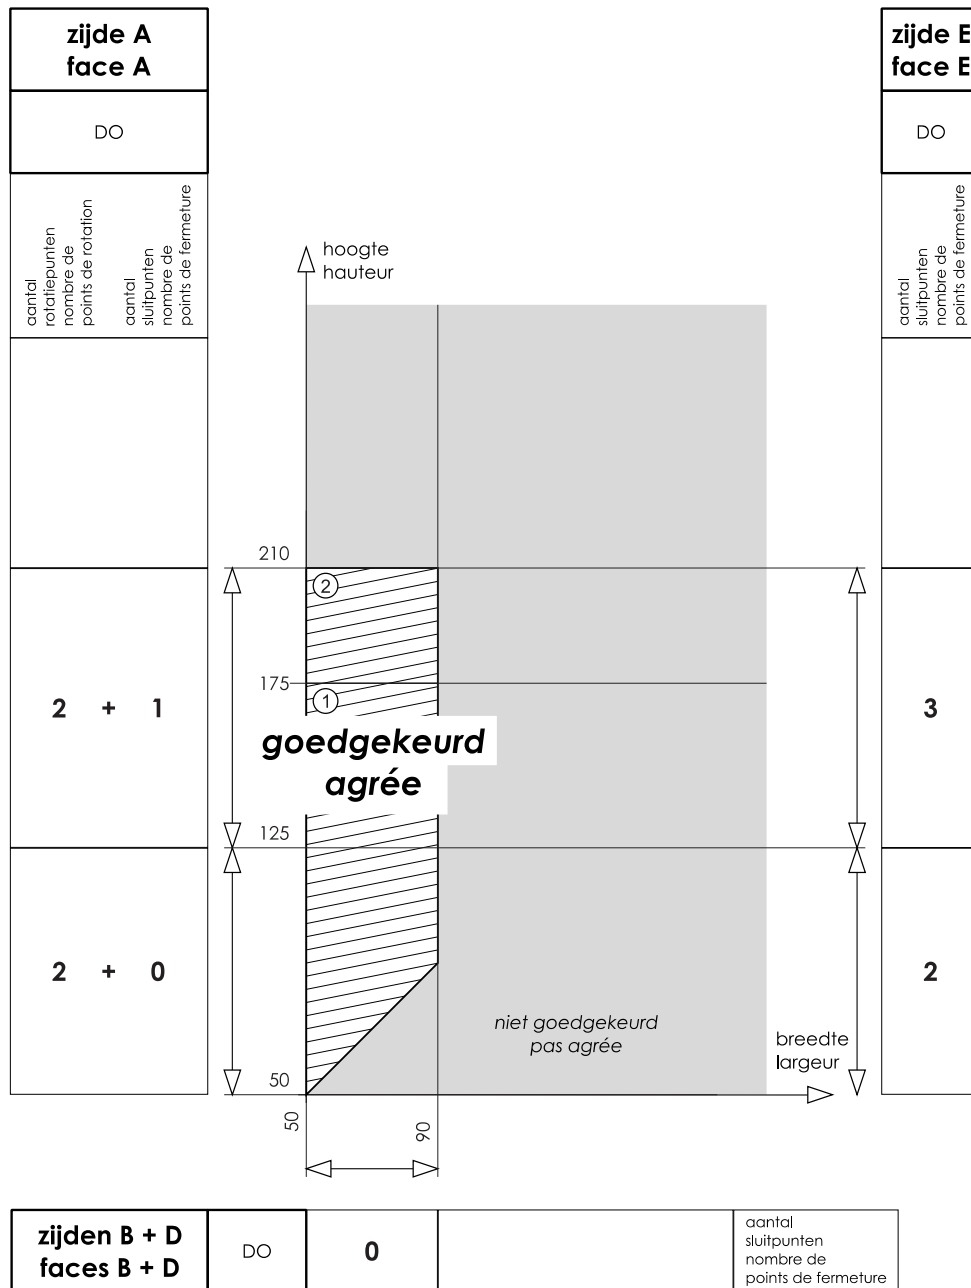 zijde A
face A
DO
aantal
rotatiepunten
nombre de
points de rotation
aantal
sluitpunten
nombre de
points de fermeture
zijde E
face E
DO
aantal
sluitpunten
nombre de
points de fermeture
hoogte
hauteur
210
2
175
1
2 + 1
3
goedgekeurd
agrée
125
2 + 0
2
niet goedgekeurd
pas agrée
breedte
largeur
50
50
90
zijden B + D
faces B + D
DO
0
aantal
sluitpunten
nombre de
points de fermeture